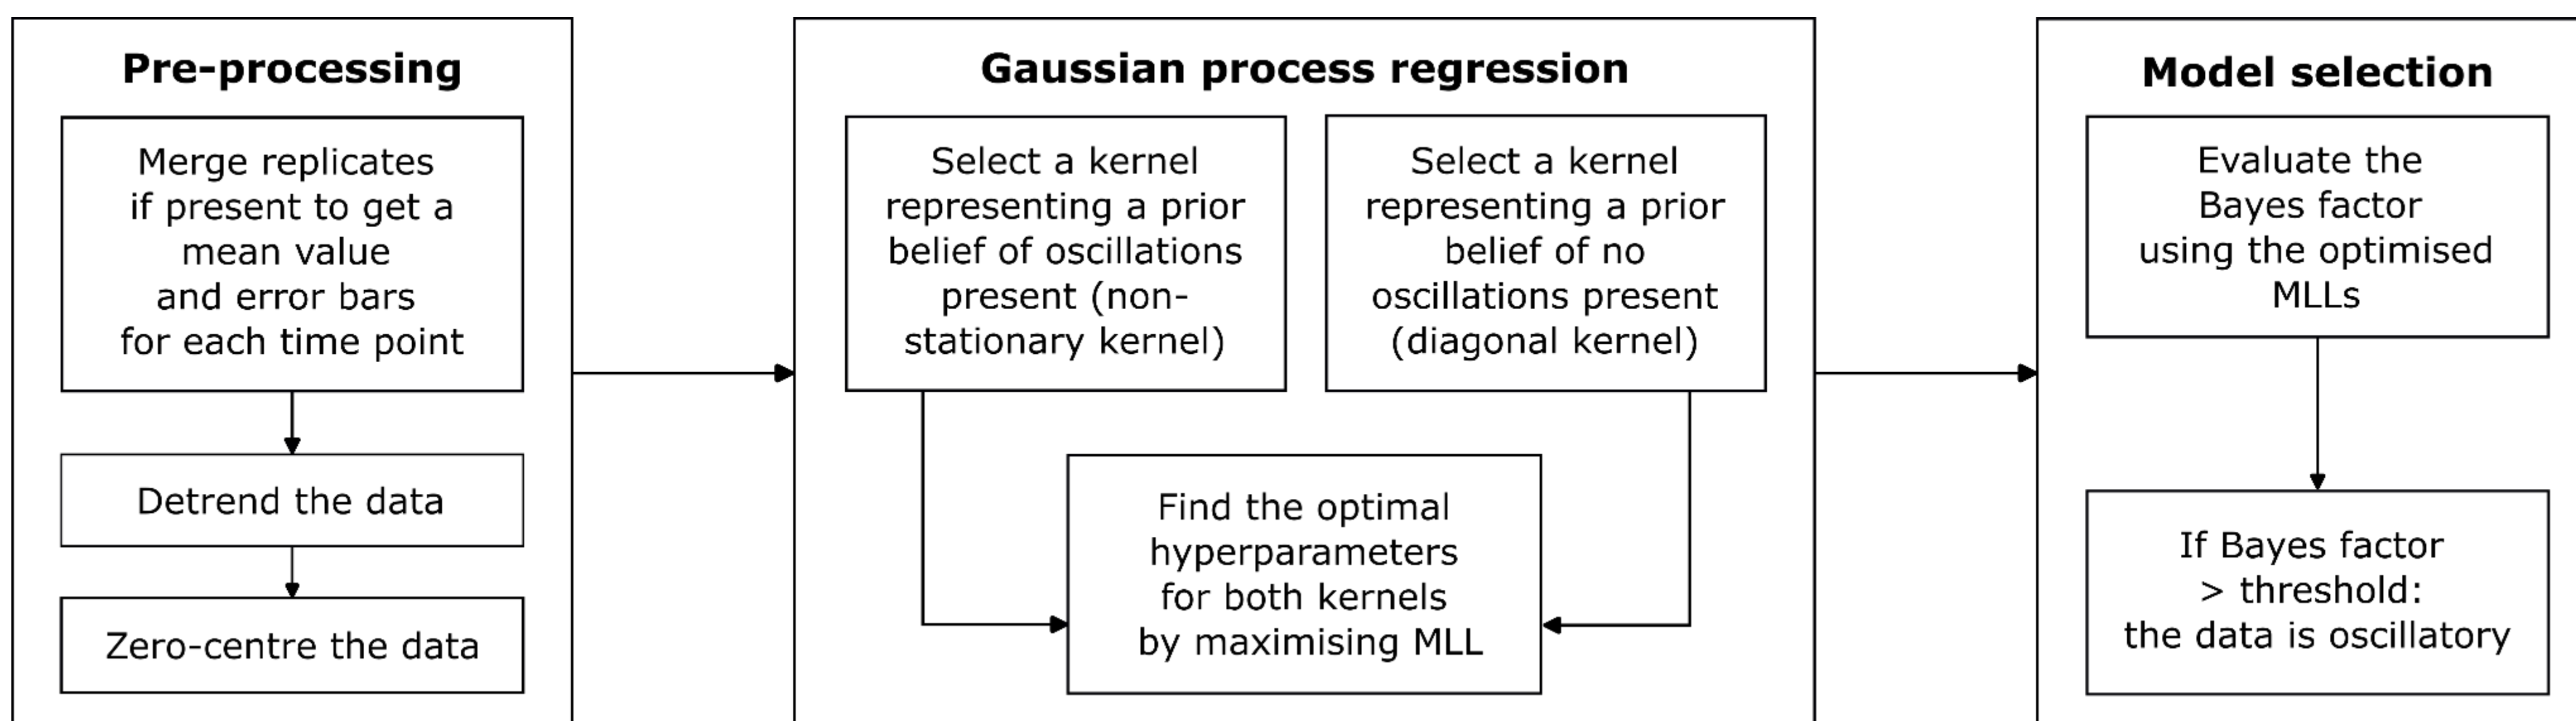 Pre-processing
Merge replicates
if present to get a
mean value
and error bars
for each time point
Detrend the data
Zero-centre the data
Gaussian process regression
Select a kernel
representing a prior
belief of oscillations
present (non-
stationary kernel)
Select a kernel
representing a prior
belief of no
oscillations present
(diagonal kernel)
Find the optimal
hyperparameters
for both kernels
by maximising MLL
Model selection
Evaluate the
Bayes factor
using the optimised
MLLs
If Bayes factor
> threshold:
the data is oscillatory